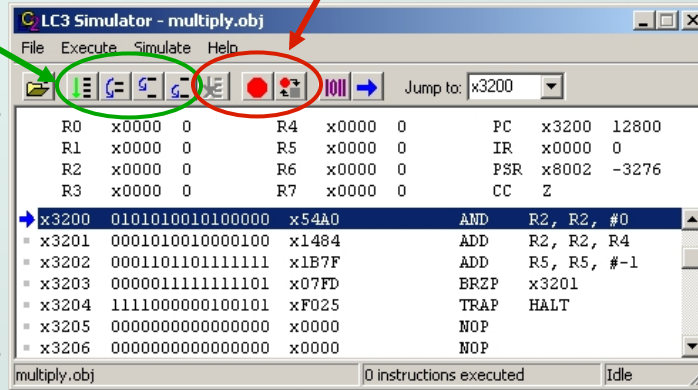 LC3 Simulator - multiply.obj
File Execute Simulate Help
Jump to: x3200
R0 x0000 0 R4 x0000 0 PC x3200 12800
R1 x0000 0 R5 x0000 0 IR x0000 0
R2 x0000 0 R6 x0000 0 PSR x8002 -3276
R3 x0000 0 R7 x0000 0 CC Z
x3200 0101010010100000 x54A0 AND R2, R2, #0
x3201 0001010010000100 x1484 ADD R2, R2, R4
x3202 0001101101111111 x1B7F ADD R5, R5, #-1
x3203 0000011111111101 x07FD BRZP x3201
x3204 1111000000100101 xF025 TRAP HALT
x3205 0000000000000000 x0000 NOP
x3206 0000000000000000 x0000 NOP
multiply.obj 0 instructions executed Idle